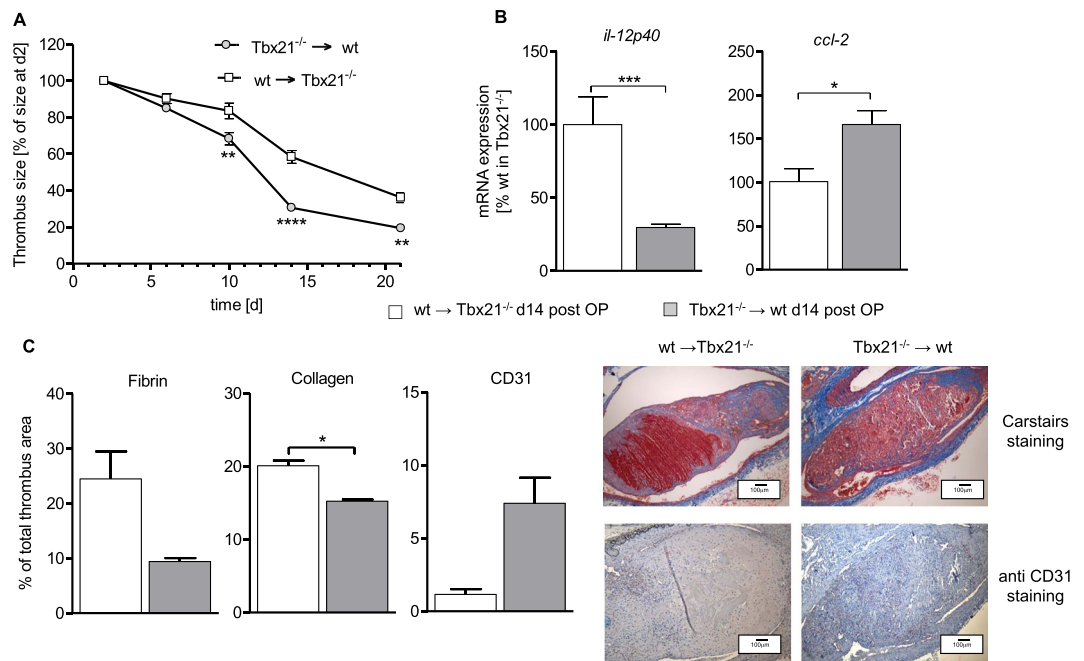 A
Thrombus size [% of size at d2]
120
100
80
60
40
20
0
0 5 10 15 20
time [d]
Tbx21-/- → wt
wt → Tbx21-/-
**
****
**
B
mRNA expression
[% wt in Tbx21-/-]
il-12p40
150
100
50
0
***
ccl-2
250
200
150
100
50
0
*
wt → Tbx21-/- d14 post OP
Tbx21-/- → wt d14 post OP
C
% of total thrombus area
Fibrin
40
30
20
10
0
Collagen
30
20
10
0
*
CD31
15
10
5
0
wt →Tbx21-/-
Tbx21-/- → wt
Carstairs
staining
100µm
100µm
anti CD31
staining
100µm
100µm